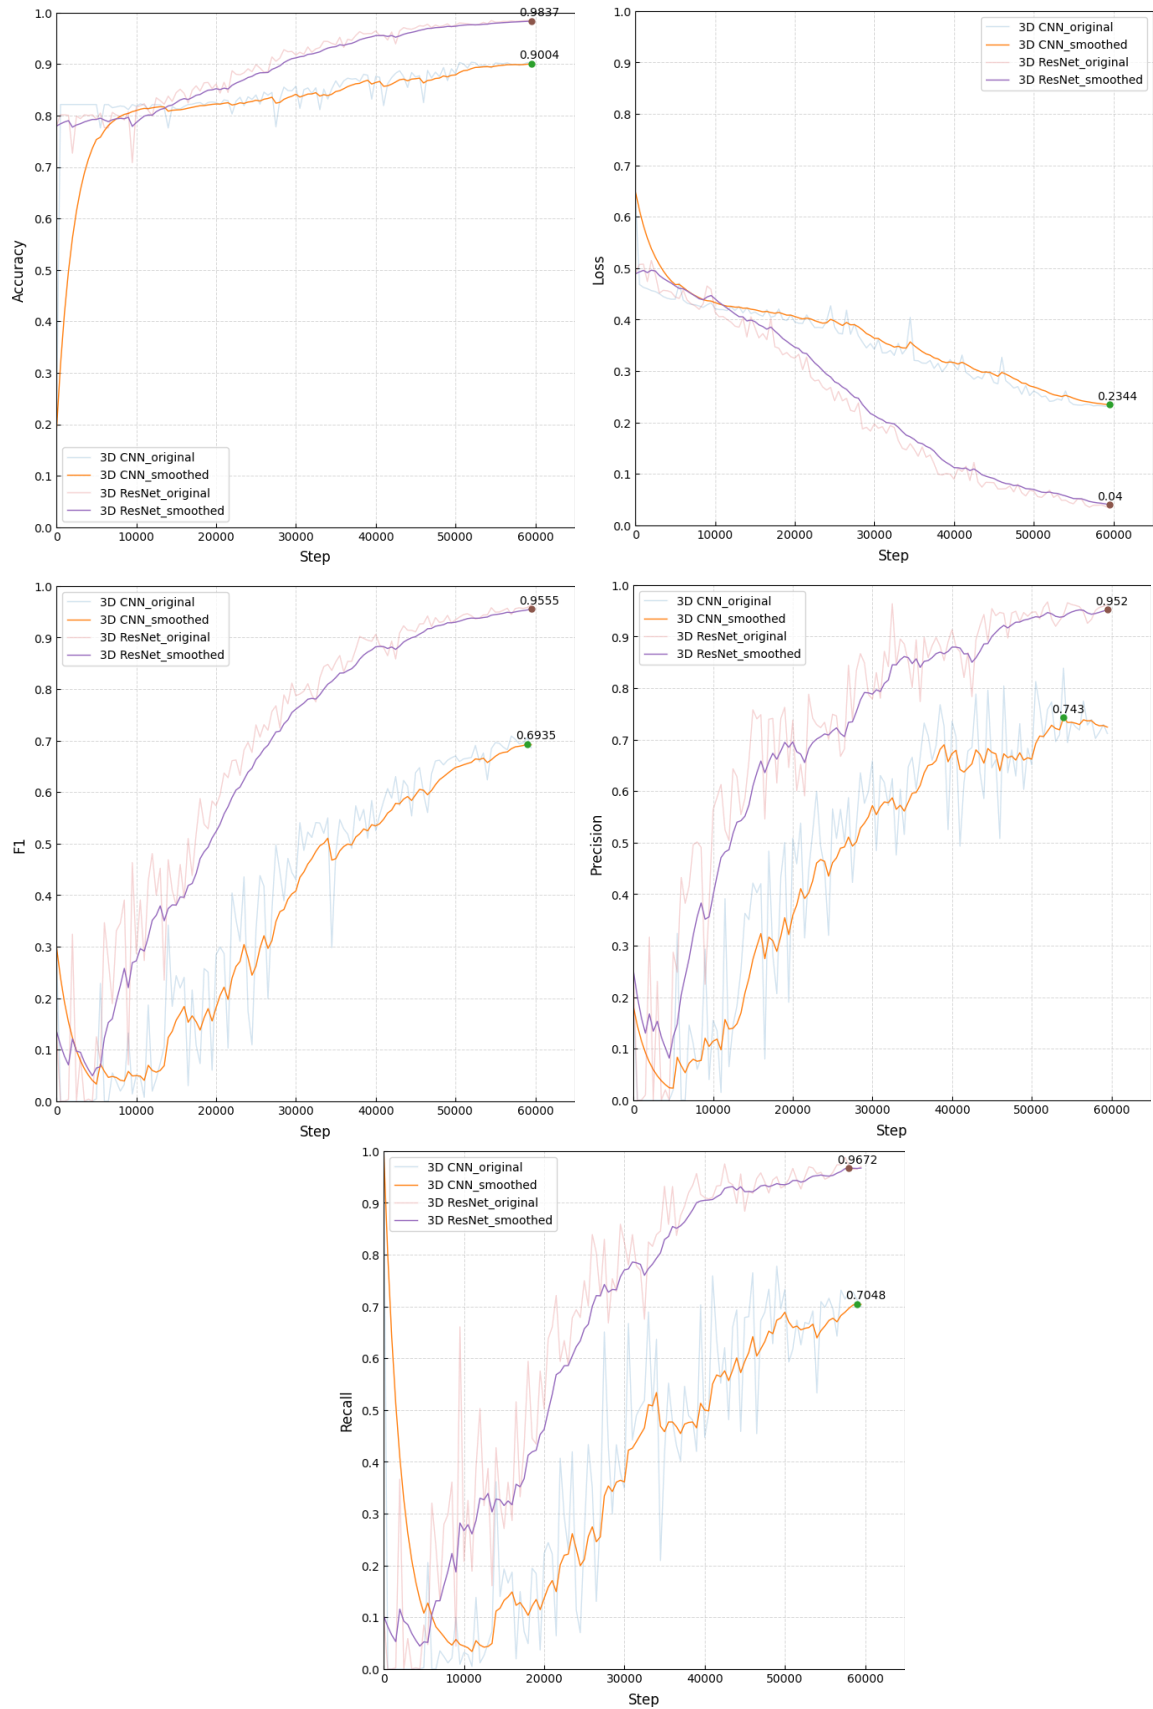 1.0
0.9
0.8
0.7
0.6
0.5
0.4
0.3
0.2
0.1
0.0
Accuracy
0.9837
0.9004
3D CNN_original
3D CNN_smoothed
3D ResNet_original
3D ResNet_smoothed
0 10000 20000 30000 40000 50000 60000
Step
1.0
0.9
0.8
0.7
0.6
0.5
0.4
0.3
0.2
0.1
0.0
Loss
3D CNN_original
3D CNN_smoothed
3D ResNet_original
3D ResNet_smoothed
0.2344
0.04
0 10000 20000 30000 40000 50000 60000
Step
1.0
0.9
0.8
0.7
0.6
0.5
0.4
0.3
0.2
0.1
0.0
F1
3D CNN_original
3D CNN_smoothed
3D ResNet_original
3D ResNet_smoothed
0.9555
0.6935
0 10000 20000 30000 40000 50000 60000
Step
1.0
0.9
0.8
0.7
0.6
0.5
0.4
0.3
0.2
0.1
0.0
Precision
3D CNN_original
3D CNN_smoothed
3D ResNet_original
3D ResNet_smoothed
0.952
0.743
0 10000 20000 30000 40000 50000 60000
Step
1.0
0.9
0.8
0.7
0.6
0.5
0.4
0.3
0.2
0.1
0.0
Recall
3D CNN_original
3D CNN_smoothed
3D ResNet_original
3D ResNet_smoothed
0.9672
0.7048
0 10000 20000 30000 40000 50000 60000
Step